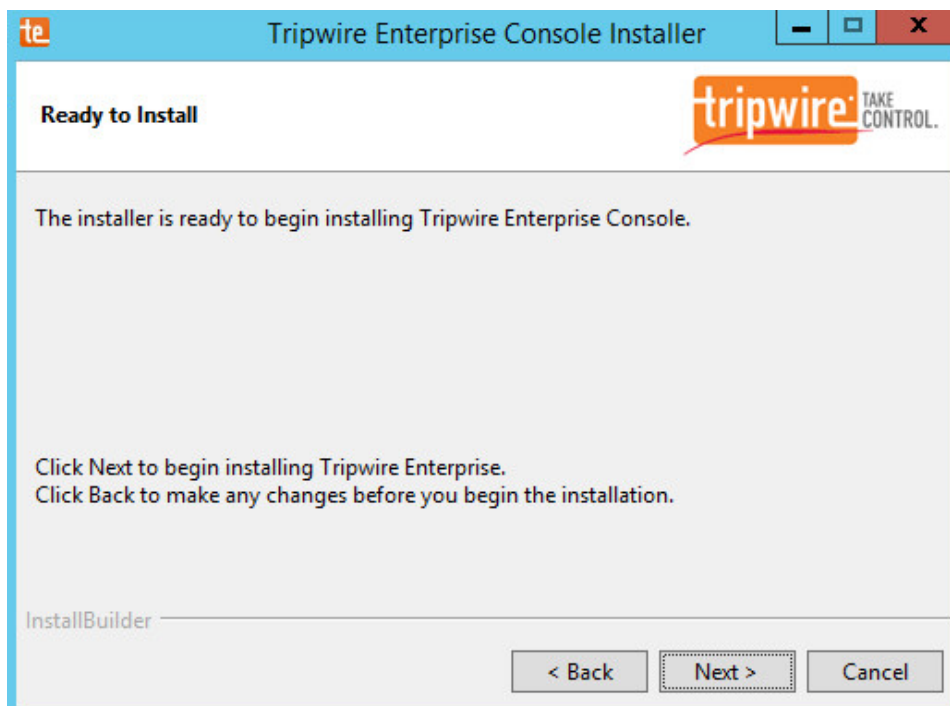 te
Tripwire Enterprise Console Installer
Ready to Install
tripwire TAKE CONTROL.
The installer is ready to begin installing Tripwire Enterprise Console.
Click Next to begin installing Tripwire Enterprise.
Click Back to make any changes before you begin the installation.
InstallBuilder
< Back Next > Cancel